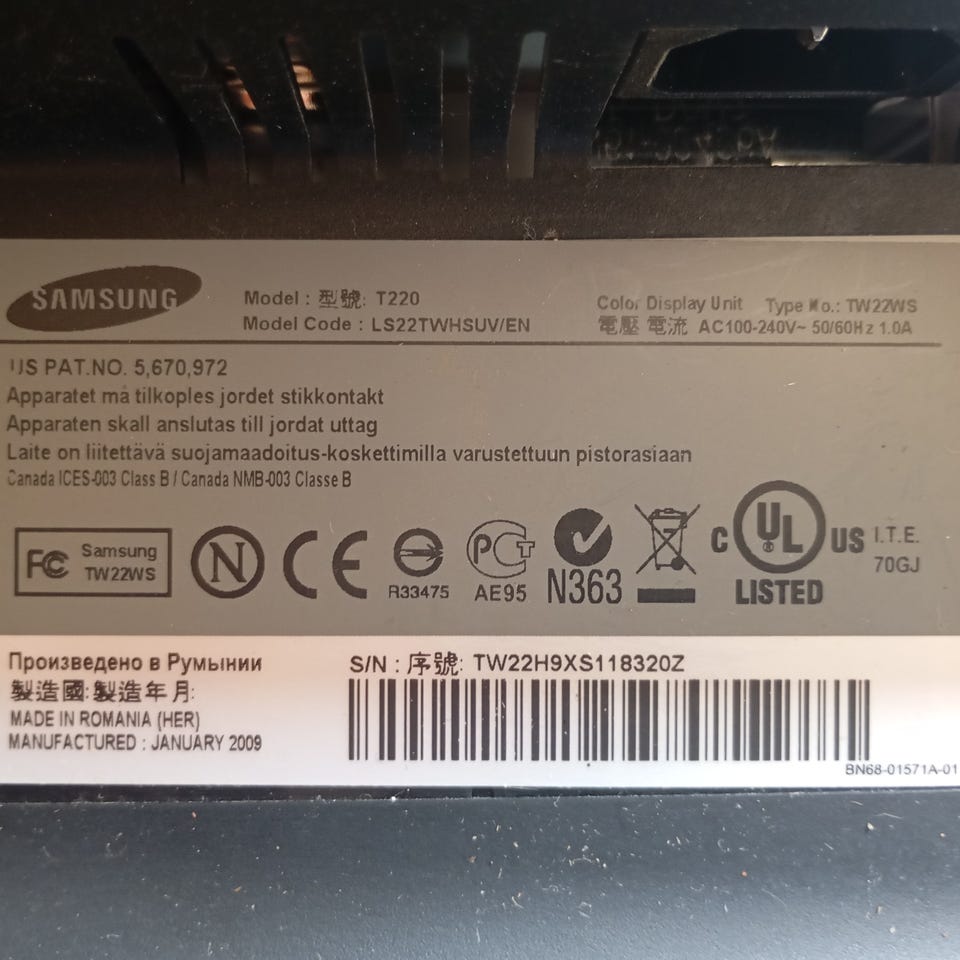 SAMSUNG
Model : 型號: T220
Model Code : LS22TWHSUV/EN
Color Display Unit Type No.: TW22WS
電壓 電流 AC100-240V~ 50/60Hz 1.0A
US PAT.NO. 5,670,972
Apparatet må tilkoples jordet stikkontakt
Apparaten skall anslutas till jordat uttag
Laite on liitettävä suojamaadoitus-koskettimilla varustettuun pistorasiaan
Canada ICES-003 Class B / Canada NMB-003 Classe B
FC Samsung
TW22WS
N
CE
R33475
PCT
AE95
N363
C UL US
LISTED
I.T.E.
70GJ
Произведено в Румынии
製造國: 製造年月:
MADE IN ROMANIA (HER)
MANUFACTURED : JANUARY 2009
S/N : 序號: TW22H9XS118320Z
BN68-01571A-01